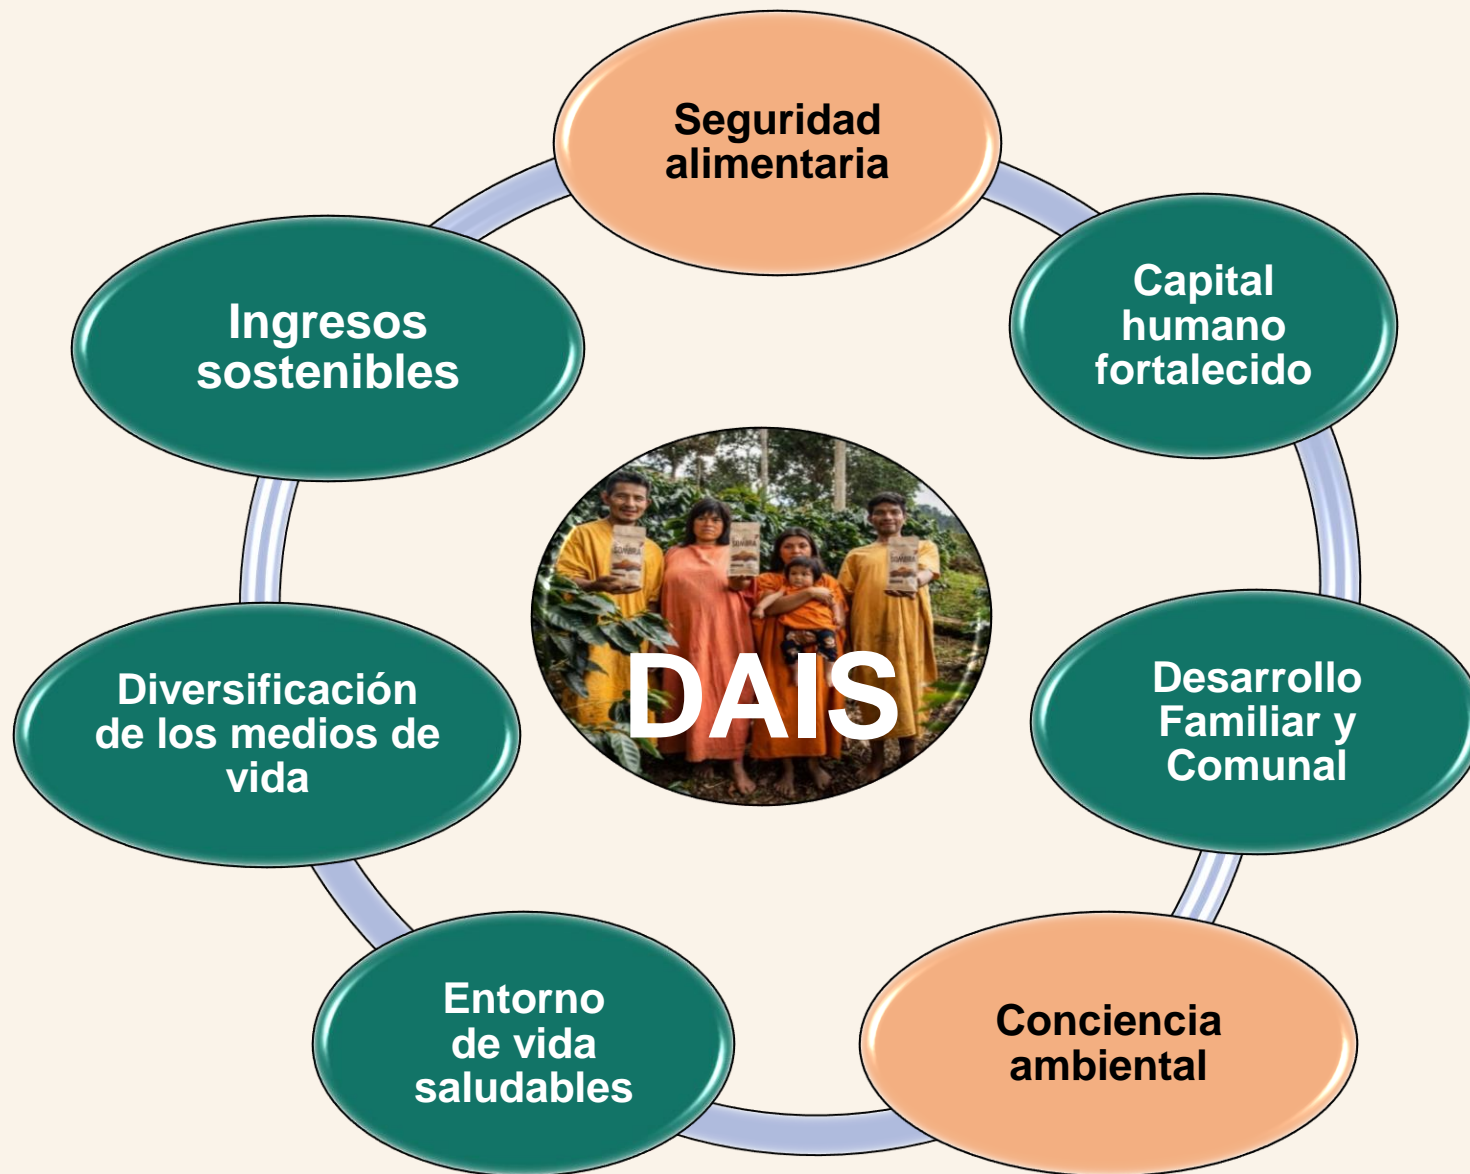 Seguridad
alimentaria
Capital
humano
fortalecido
Desarrollo
Familiar y
Comunal
Conciencia
ambiental
Entorno
de vida
saludables
Diversificación
de los medios de
vida
Ingresos
sostenibles
DAIS